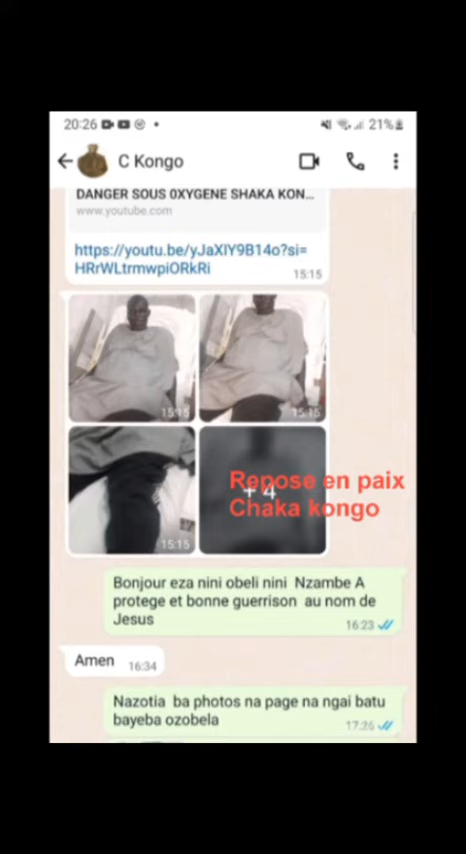 20:26
21%
C Kongo
DANGER SOUS 0XYGENE SHAKA KON...
www.youtube.com
https://youtu.be/yJaXIY9B14o?si=
HRrWLtrmwpiORkRi
15:15
15:15
15:15
15:15
+ 4
Repose en paix
Chaka kongo
Bonjour eza nini obeli nini Nzambe A
protege et bonne guerrison au nom de
Jesus
16:23
Amen
16:34
Nazotia ba photos na page na ngai batu
bayeba ozobela
17:26